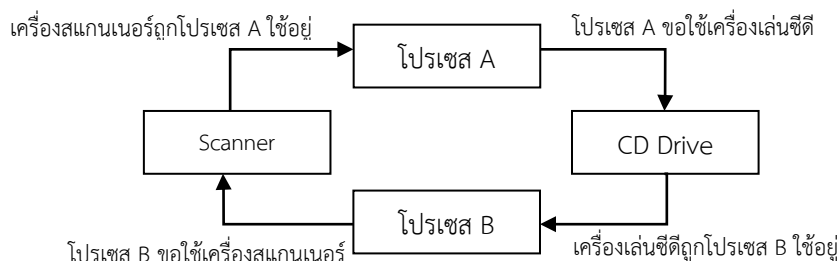 เครื่องสแกนเนอร์ถูกโปรเซส A ใช้อยู่
โปรเซส A ขอใช้เครื่องเล่นซีดี
โปรเซส A
Scanner
CD Drive
โปรเซส B
โปรเซส B ขอใช้เครื่องสแกนเนอร์
เครื่องเล่นซีดีถูกโปรเซส B ใช้อยู่